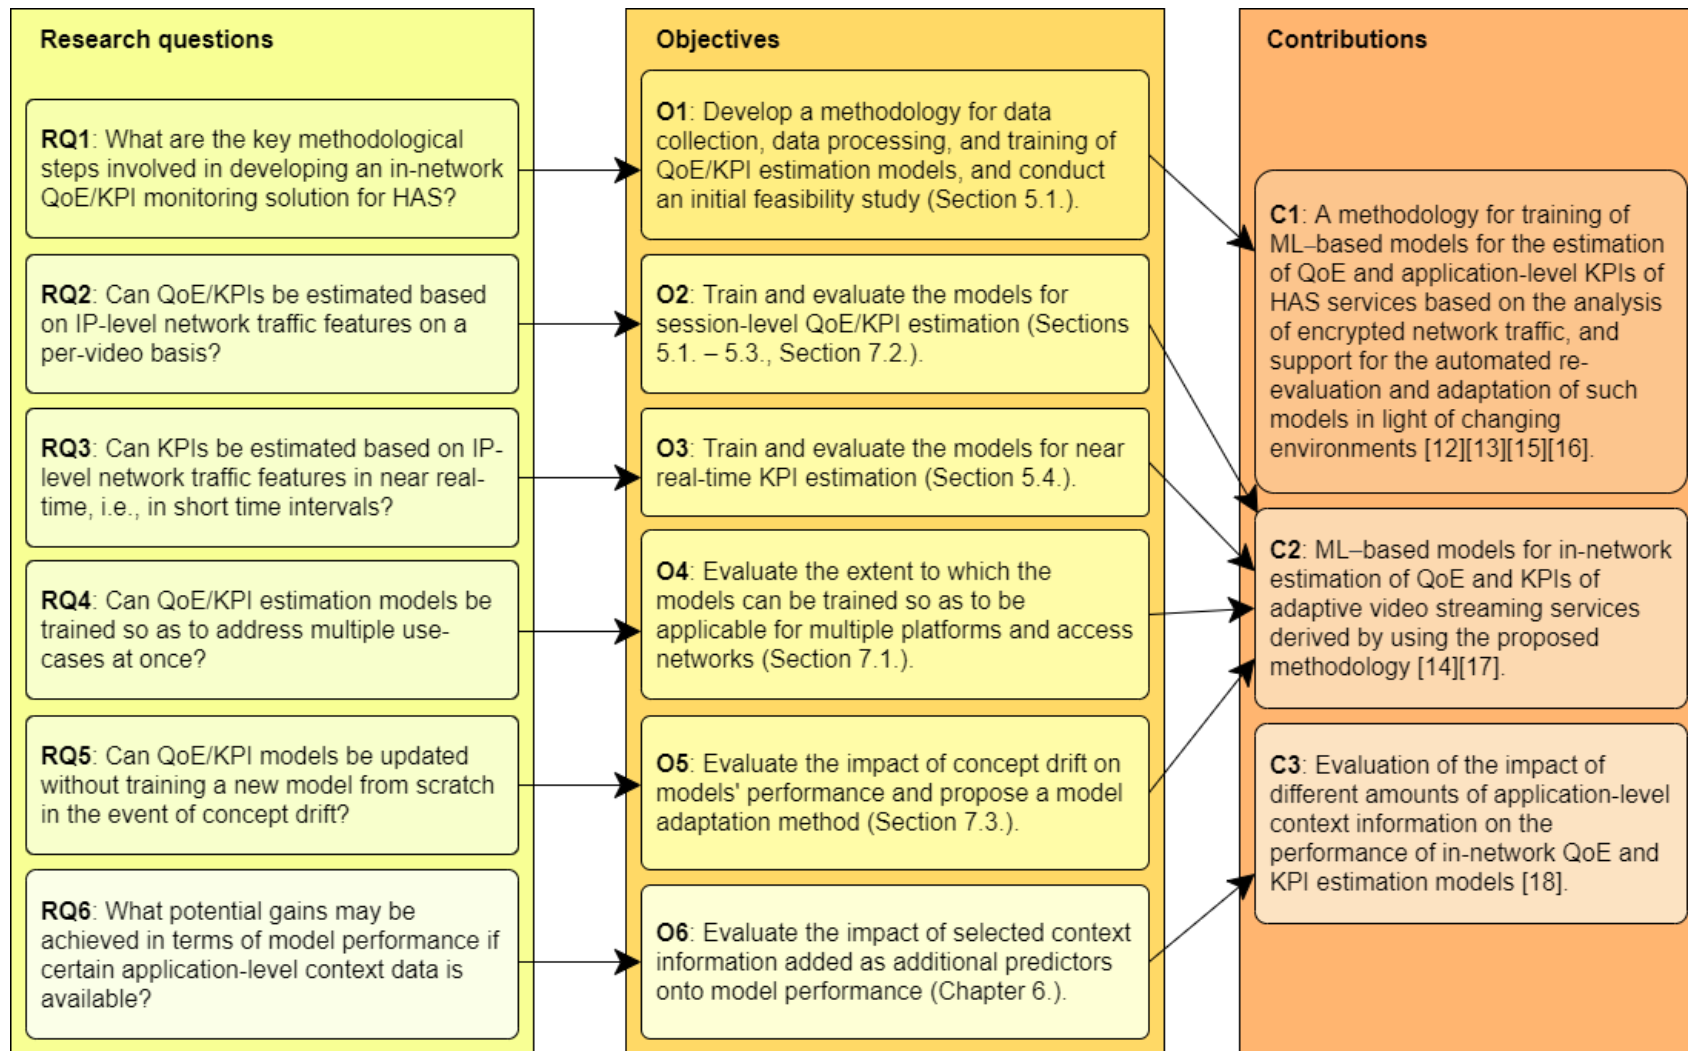 Research questions
RQ1: What are the key methodological
steps involved in developing an in-network
QoE/KPI monitoring solution for HAS?
RQ2: Can QoE/KPIs be estimated based
on IP-level network traffic features on a
per-video basis?
RQ3: Can KPIs be estimated based on IP-
level network traffic features in near real-
time, i.e., in short time intervals?
RQ4: Can QoE/KPI estimation models be
trained so as to address multiple use-
cases at once?
RQ5: Can QoE/KPI models be updated
without training a new model from scratch
in the event of concept drift?
RQ6: What potential gains may be
achieved in terms of model performance if
certain application-level context data is
available?
Objectives
O1: Develop a methodology for data
collection, data processing, and training of
QoE/KPI estimation models, and conduct
an initial feasibility study (Section 5.1.).
O2: Train and evaluate the models for
session-level QoE/KPI estimation (Sections
5.1. – 5.3., Section 7.2.).
O3: Train and evaluate the models for near
real-time KPI estimation (Section 5.4.).
O4: Evaluate the extent to which the
models can be trained so as to be
applicable for multiple platforms and access
networks (Section 7.1.).
O5: Evaluate the impact of concept drift on
models' performance and propose a model
adaptation method (Section 7.3.).
O6: Evaluate the impact of selected context
information added as additional predictors
onto model performance (Chapter 6.).
Contributions
C1: A methodology for training of
ML–based models for the estimation
of QoE and application-level KPIs of
HAS services based on the analysis
of encrypted network traffic, and
support for the automated re-
evaluation and adaptation of such
models in light of changing
environments [12][13][15][16].
C2: ML–based models for in-network
estimation of QoE and KPIs of
adaptive video streaming services
derived by using the proposed
methodology [14][17].
C3: Evaluation of the impact of
different amounts of application-level
context information on the
performance of in-network QoE and
KPI estimation models [18].